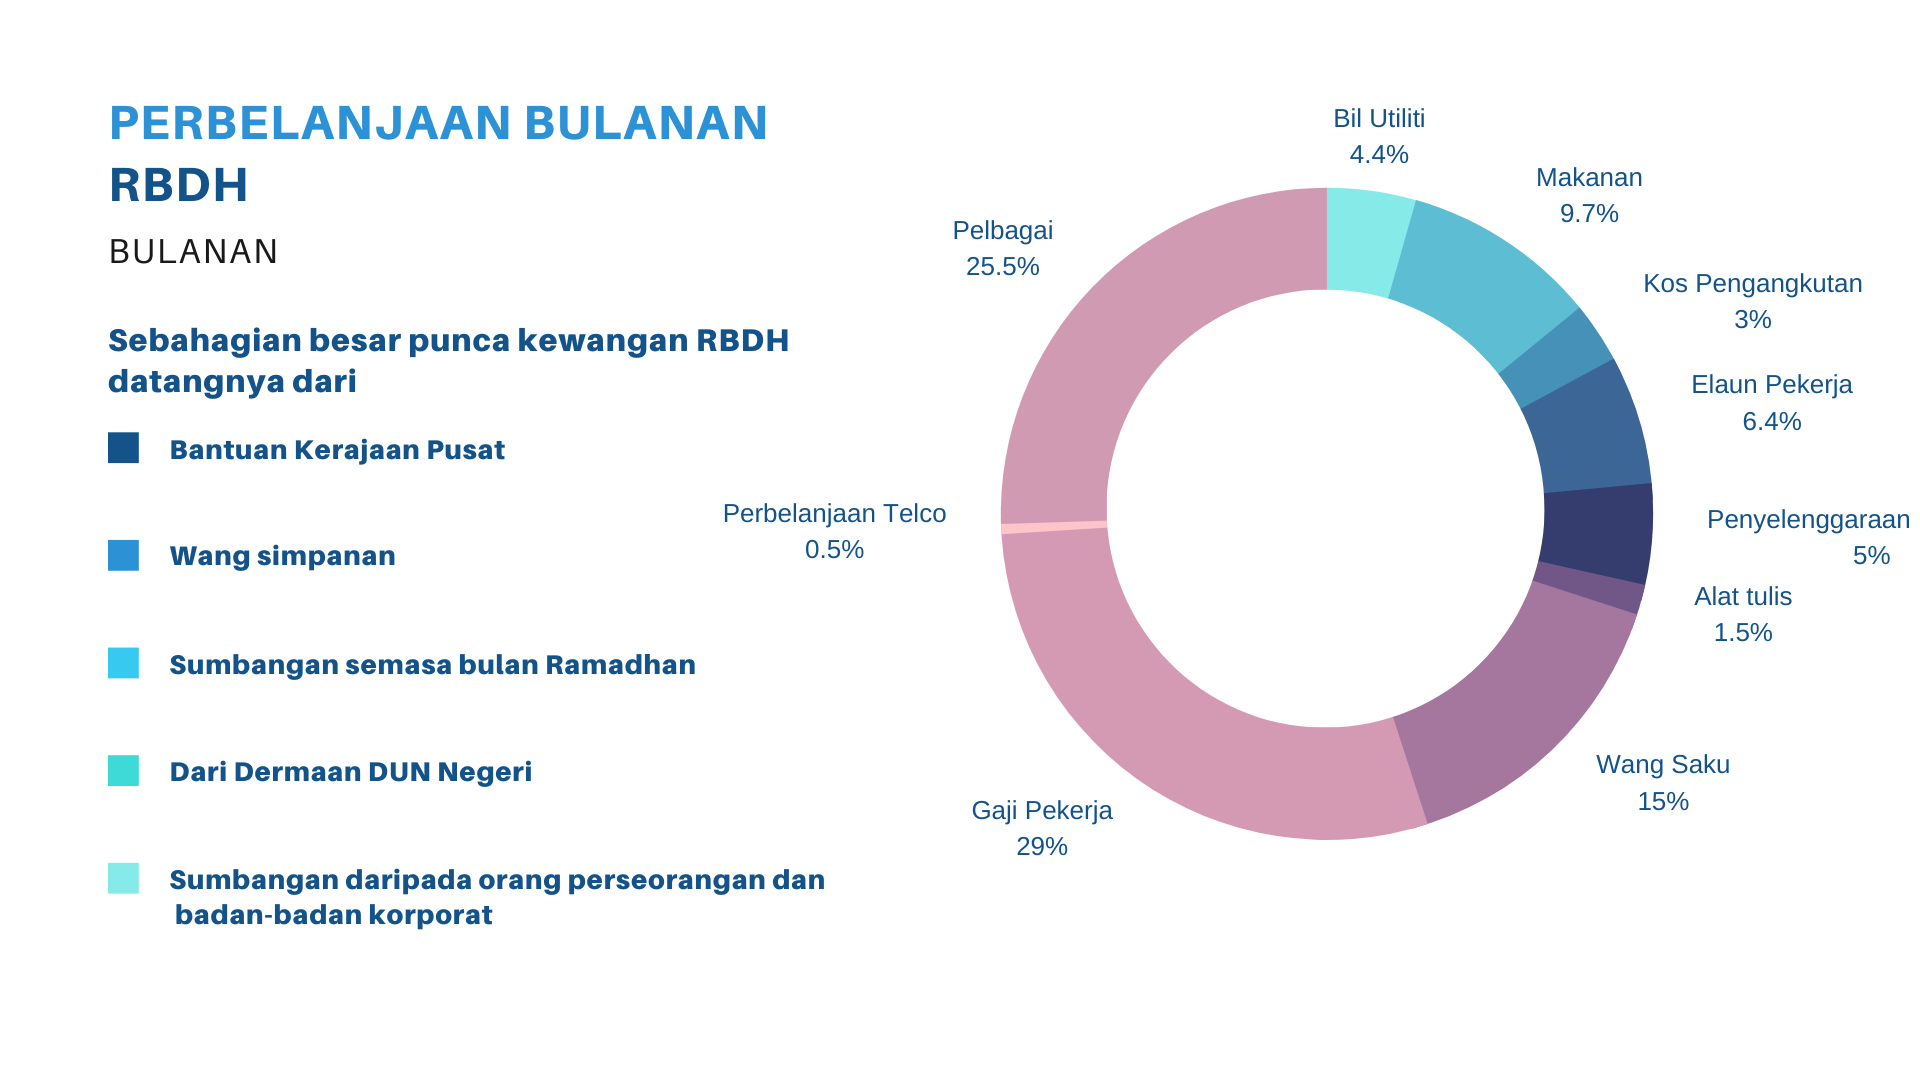 PERBELANJAAN BULANAN
RBDH
BULANAN
Sebahagian besar punca kewangan RBDH
datangnya dari
Bantuan Kerajaan Pusat
Wang simpanan
Sumbangan semasa bulan Ramadhan
Dari Dermaan DUN Negeri
Sumbangan daripada orang perseorangan dan
badan-badan korporat
Bil Utiliti
4.4%
Makanan
9.7%
Kos Pengangkutan
3%
Elaun Pekerja
6.4%
Penyelenggaraan
5%
Alat tulis
1.5%
Wang Saku
15%
Gaji Pekerja
29%
Perbelanjaan Telco
0.5%
Pelbagai
25.5%